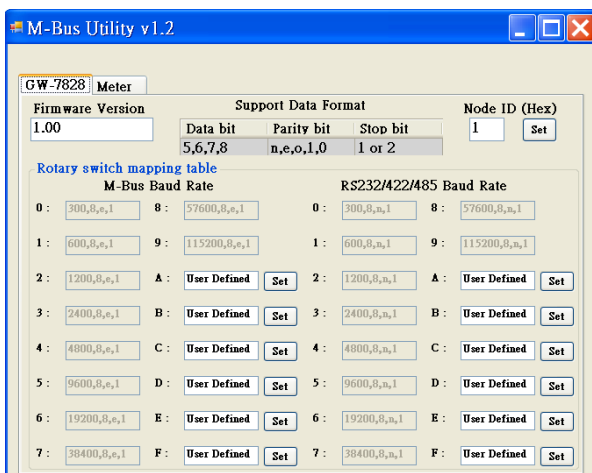 M-Bus Utility v1.2
GW-7828 Meter
Firmware Version Support Data Format Node ID (Hex)
1.00 Data bit Parity bit Stop bit 1 Set
5,6,7,8 n,e,o,1,0 1 or 2
Rotary switch mapping table
M-Bus Baud Rate RS232/422/485 Baud Rate
0 : 300,8,e,1 8 : 57600,8,e,1 0 : 300,8,n,1 8 : 57600,8,n,1
1 : 600,8,e,1 9 : 115200,8,e,1 1 : 600,8,n,1 9 : 115200,8,n,1
2 : 1200,8,e,1 A : User Defined Set 2 : 1200,8,n,1 A : User Defined Set
3 : 2400,8,e,1 B : User Defined Set 3 : 2400,8,n,1 B : User Defined Set
4 : 4800,8,e,1 C : User Defined Set 4 : 4800,8,n,1 C : User Defined Set
5 : 9600,8,e,1 D : User Defined Set 5 : 9600,8,n,1 D : User Defined Set
6 : 19200,8,e,1 E : User Defined Set 6 : 19200,8,n,1 E : User Defined Set
7 : 38400,8,e,1 F : User Defined Set 7 : 38400,8,n,1 F : User Defined Set